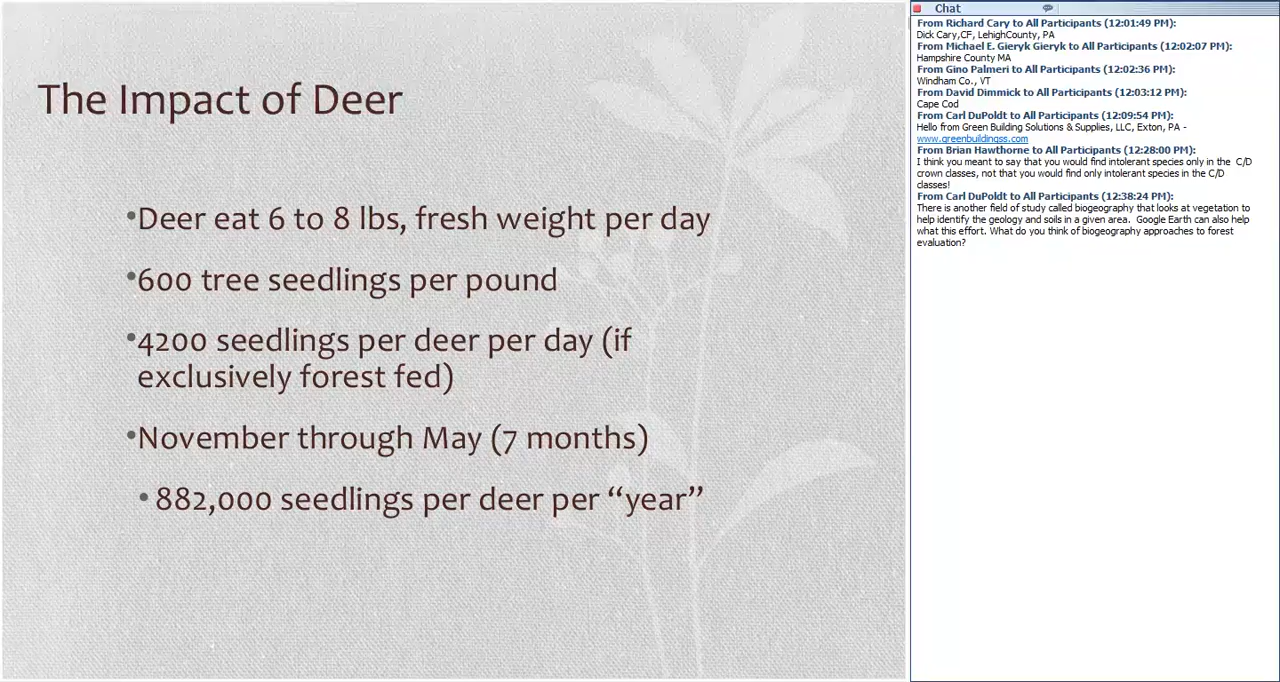 The Impact of Deer
•Deer eat 6 to 8 lbs, fresh weight per day
•600 tree seedlings per pound
•4200 seedlings per deer per day (if
exclusively forest fed)
•November through May (7 months)
• 882,000 seedlings per deer per “year”
Chat
From Richard Cary to All Participants (12:01:49 PM):
Dick Cary,CF, LehighCounty, PA
From Michael E. Gieryk Gieryk to All Participants (12:02:07 PM):
Hampshire County MA
From Gino Palmeri to All Participants (12:02:36 PM):
Windham Co., VT
From David Dimmick to All Participants (12:03:12 PM):
Cape Cod
From Carl DuPoldt to All Participants (12:09:54 PM):
Hello from Green Building Solutions & Supplies, LLC, Exton, PA -
www.greenbuildingss.com
From Brian Hawthorne to All Participants (12:28:00 PM):
I think you meant to say that you would find intolerant species only in the C/D
crown classes, not that you would find only intolerant species in the C/D
classes!
From Carl DuPoldt to All Participants (12:38:24 PM):
There is another field of study called biogeography that looks at vegetation to
help identify the geology and soils in a given area. Google Earth can also help
what this effort. What do you think of biogeography approaches to forest
evaluation?